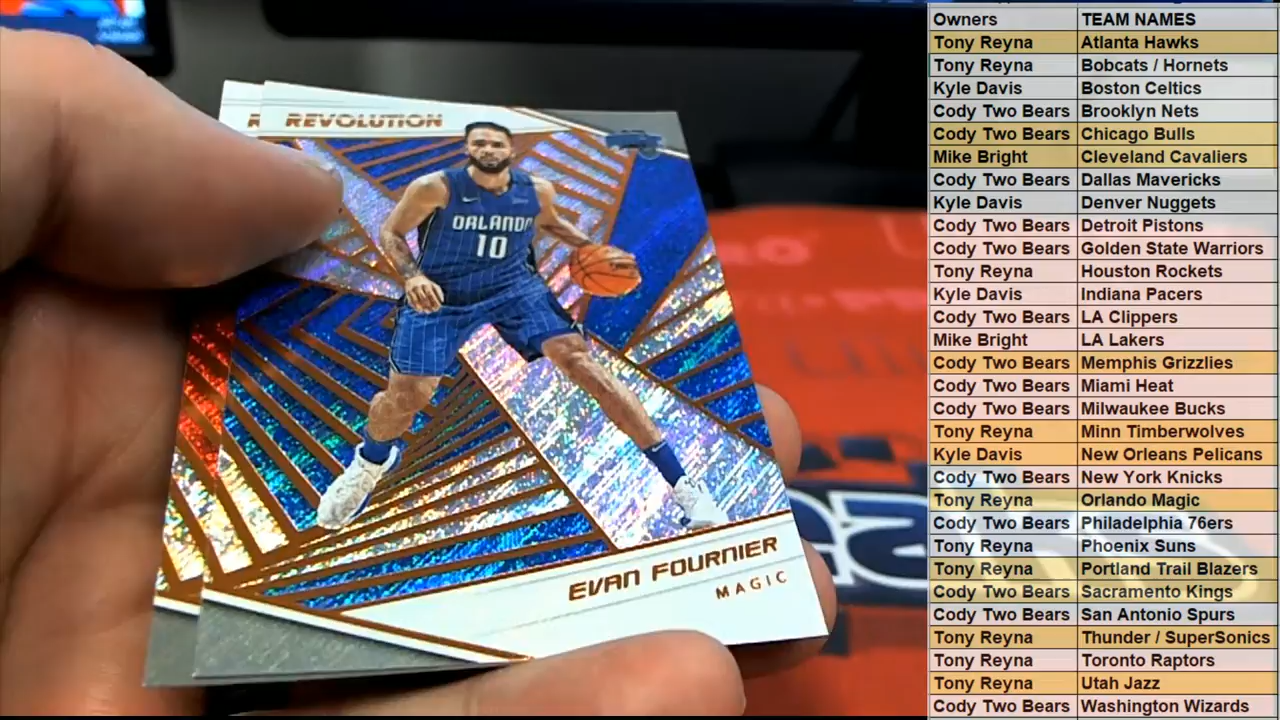 REVOLUTION
ORLANDO
10
EVAN FOURNIER
MAGIC
Owners TEAM NAMES
Tony Reyna Atlanta Hawks
Tony Reyna Bobcats / Hornets
Kyle Davis Boston Celtics
Cody Two Bears Brooklyn Nets
Cody Two Bears Chicago Bulls
Mike Bright Cleveland Cavaliers
Cody Two Bears Dallas Mavericks
Kyle Davis Denver Nuggets
Cody Two Bears Detroit Pistons
Cody Two Bears Golden State Warriors
Tony Reyna Houston Rockets
Kyle Davis Indiana Pacers
Cody Two Bears LA Clippers
Mike Bright LA Lakers
Cody Two Bears Memphis Grizzlies
Cody Two Bears Miami Heat
Cody Two Bears Milwaukee Bucks
Tony Reyna Minn Timberwolves
Kyle Davis New Orleans Pelicans
Cody Two Bears New York Knicks
Tony Reyna Orlando Magic
Cody Two Bears Philadelphia 76ers
Tony Reyna Phoenix Suns
Tony Reyna Portland Trail Blazers
Cody Two Bears Sacramento Kings
Cody Two Bears San Antonio Spurs
Tony Reyna Thunder / SuperSonics
Tony Reyna Toronto Raptors
Tony Reyna Utah Jazz
Cody Two Bears Washington Wizards